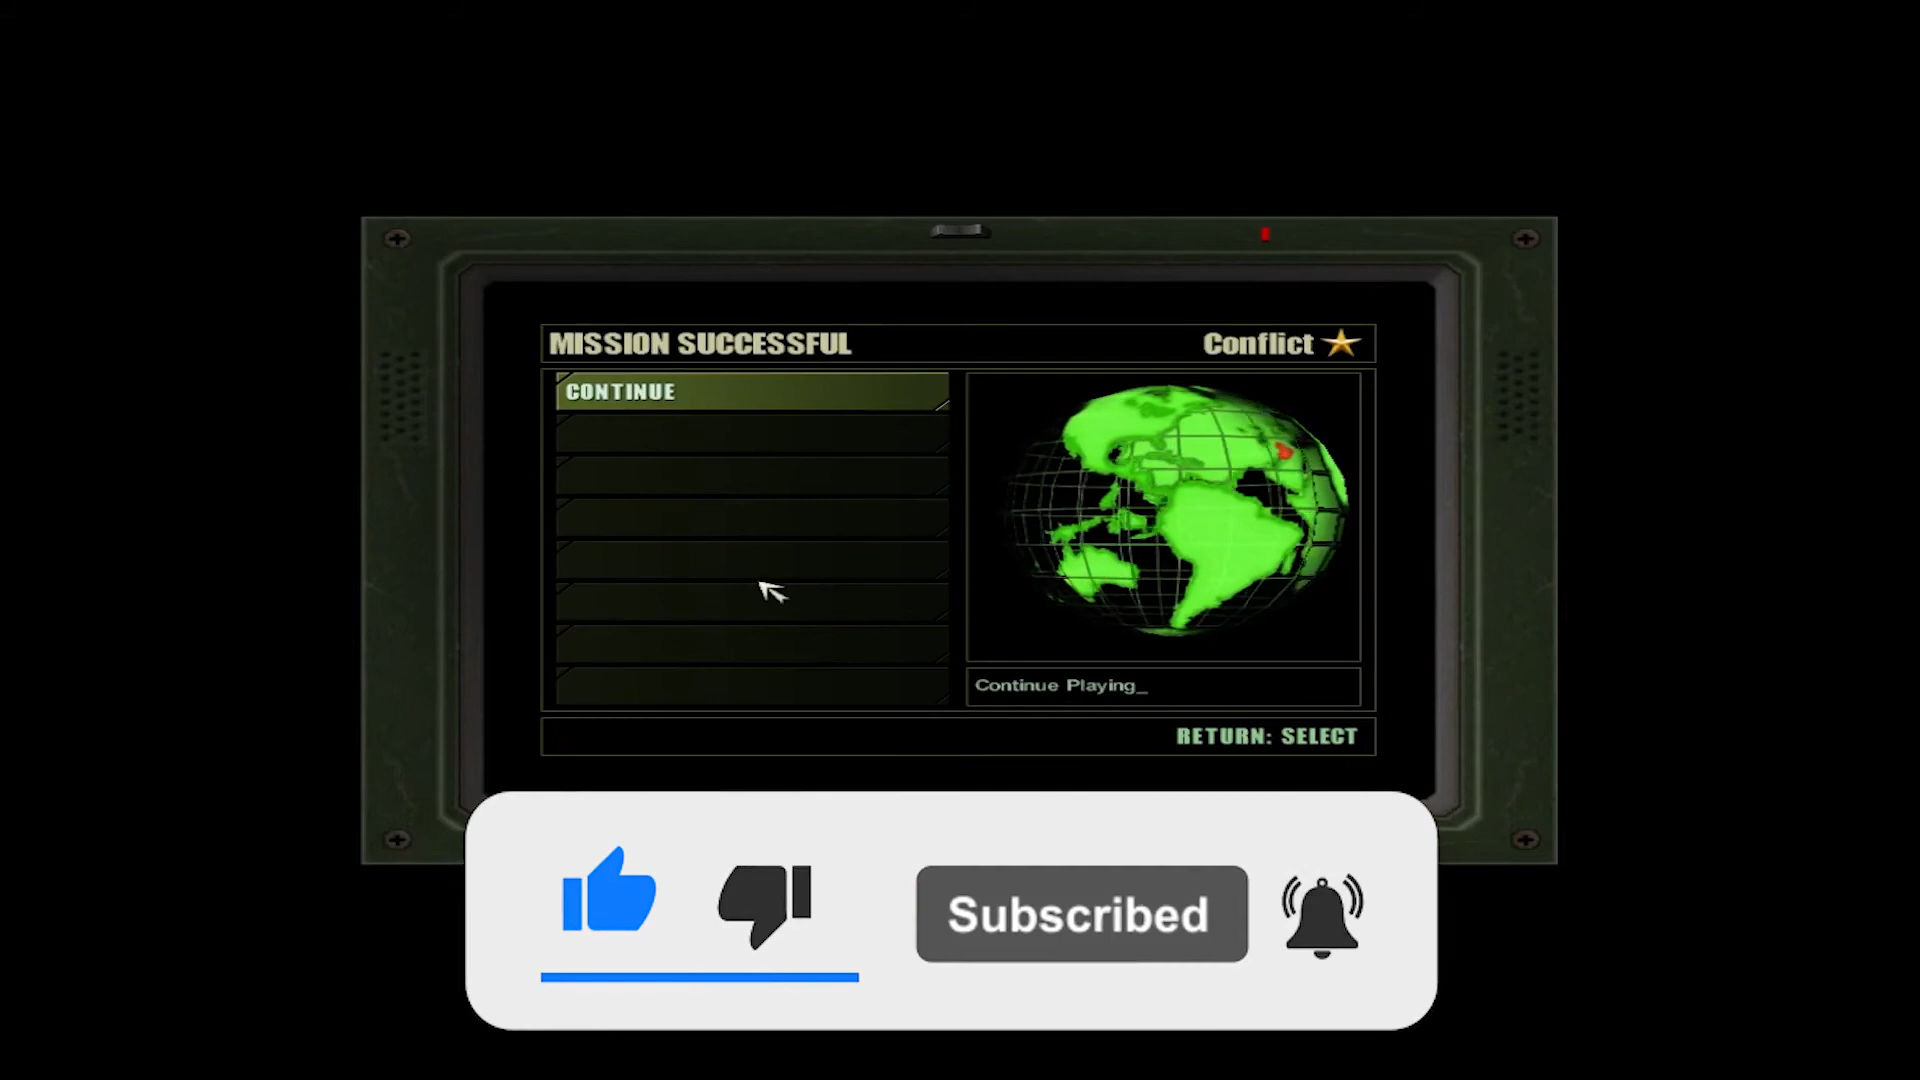 MISSION SUCCESSFUL
Conflict
CONTINUE
Continue Playing_
RETURN: SELECT
Subscribed